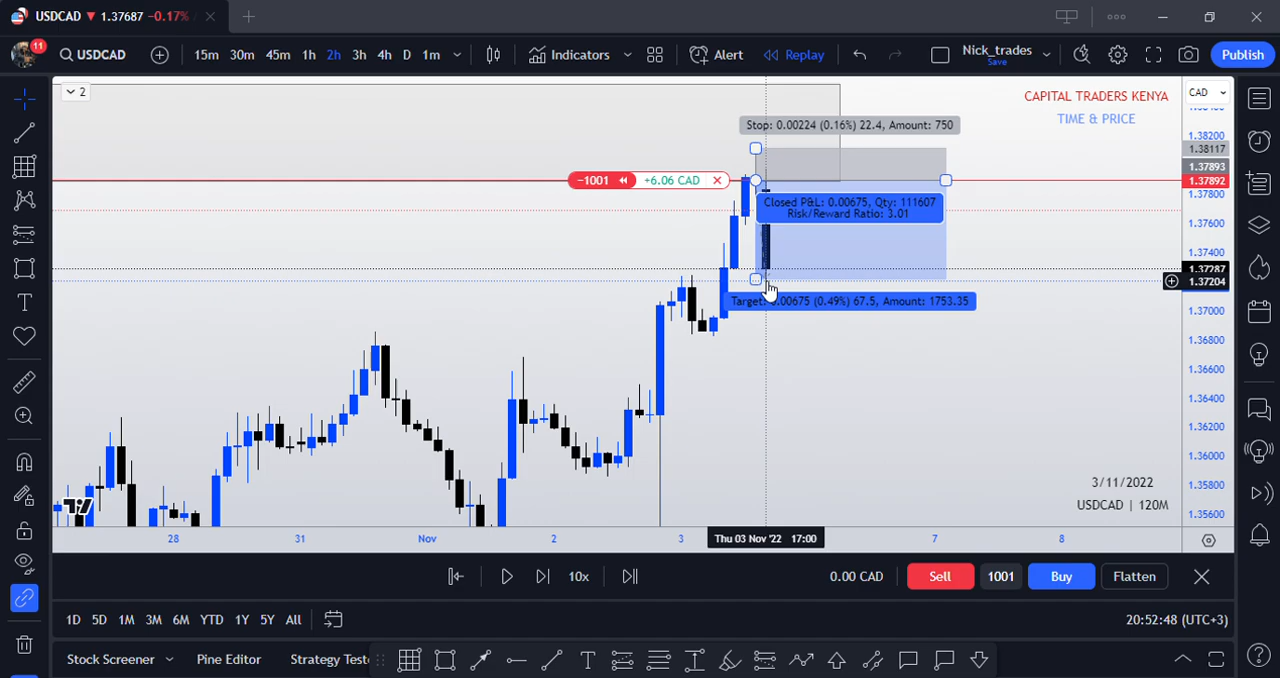 USDCAD 1.37687 -0.17%
11 USDCAD 15m 30m 45m 1h 2h 3h 4h D 1m Indicators Alert Replay Nick_trades Save Publish
2
CAPITAL TRADERS KENYA
TIME & PRICE
CAD
1.38200
1.38117
1.37893
1.37892
1.37800
1.37600
1.37400
1.37287
1.37204
1.37000
1.36800
1.36600
1.36400
1.36200
1.36000
1.35800
1.35600
Stop: 0.00224 (0.16%) 22.4, Amount: 750
-1001 +6.06 CAD
Closed P&L: 0.00675, Qty: 111607
Risk/Reward Ratio: 3.01
Target: 0.00675 (0.49%) 67.5, Amount: 1753.35
3/11/2022
USDCAD | 120M
28 31 Nov 2 3 Thu 03 Nov '22 17:00 7 8
10x 0.00 CAD Sell 1001 Buy Flatten
1D 5D 1M 3M 6M YTD 1Y 5Y All 20:52:48 (UTC+3)
Stock Screener Pine Editor Strategy Teste